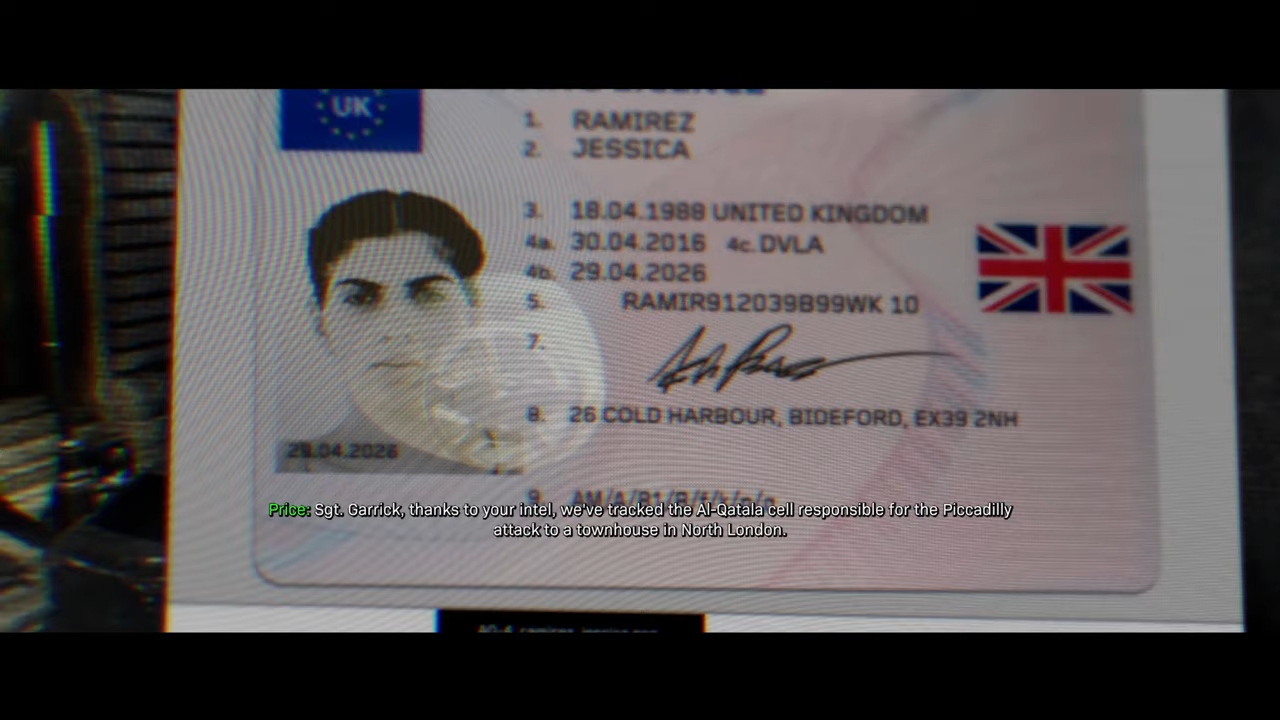 UK
1. RAMIREZ
2. JESSICA
3. 18.04.1988 UNITED KINGDOM
4a. 30.04.2016 4c. DVLA
4b. 29.04.2026
5. RAMIR912039B99WK 10
7.
8. 26 COLD HARBOUR, BIDEFORD, EX39 2NH
29.04.2026
9. AM/A/B1/B/f/k/p/q
Price: Sgt. Garrick, thanks to your intel, we've tracked the Al-Qatala cell responsible for the Piccadilly
attack to a townhouse in North London.